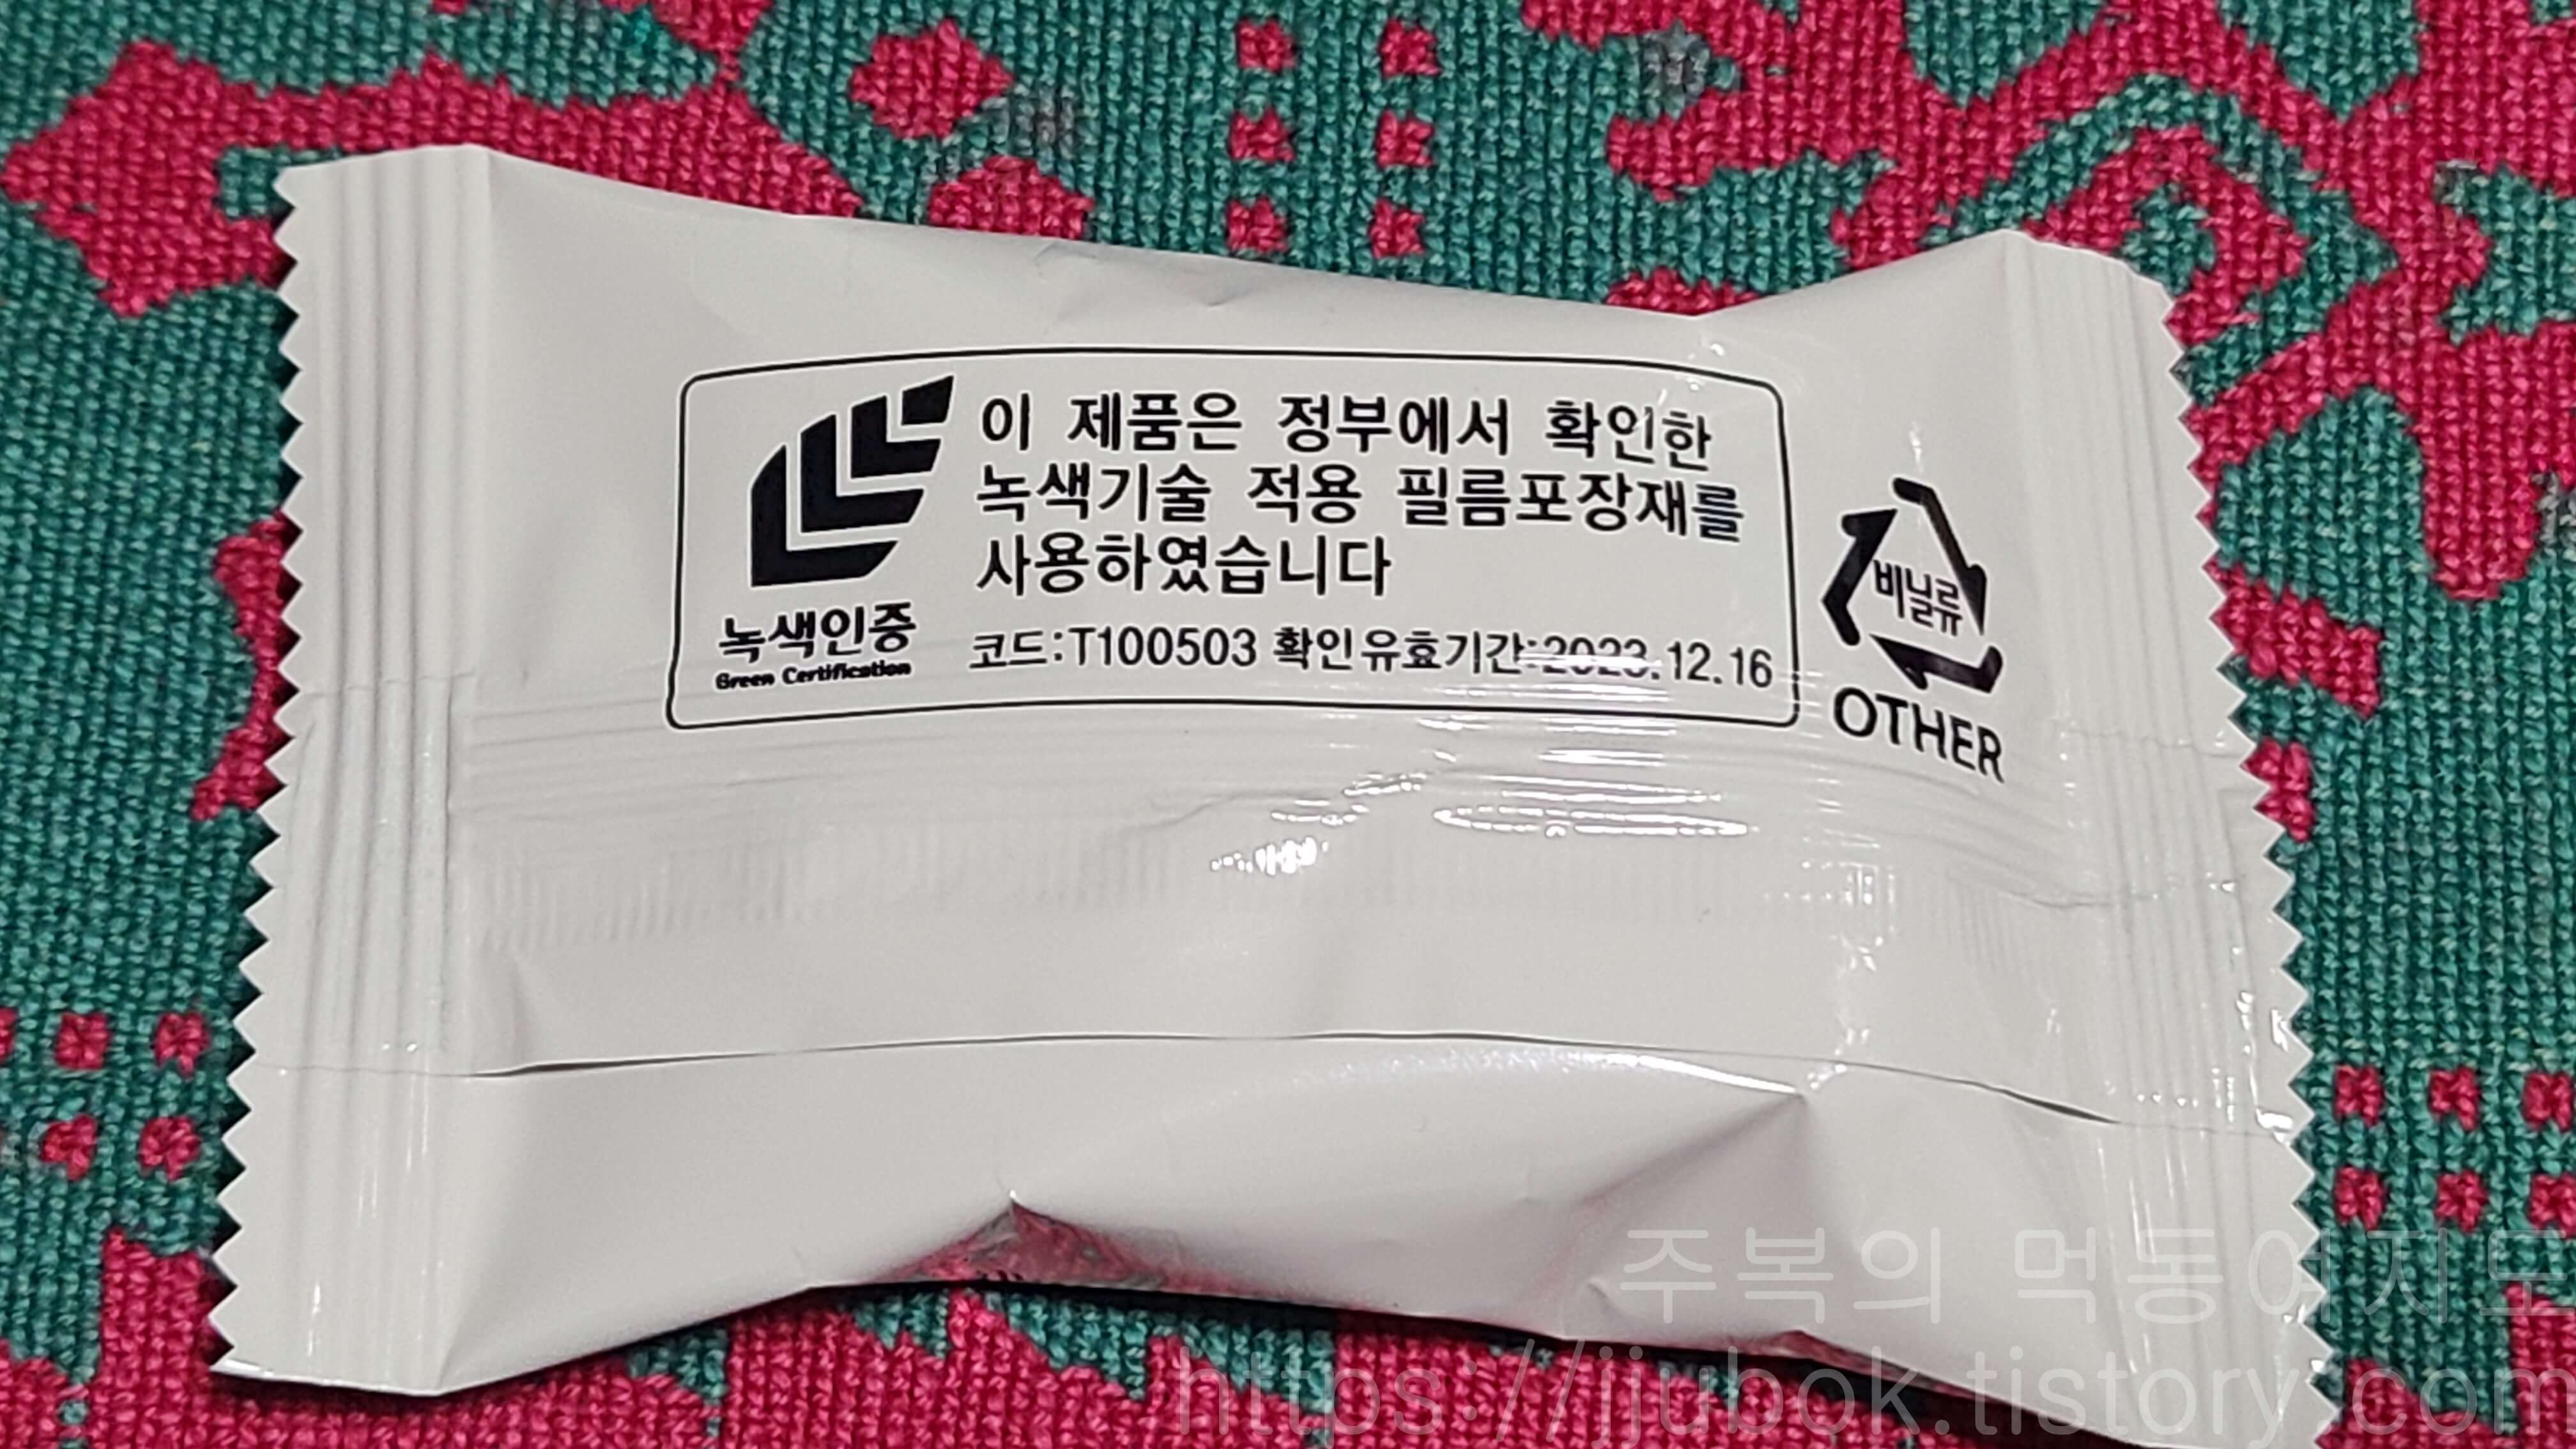 이 제품은 정부에서 확인한
녹색기술 적용 필름포장재를
사용하였습니다
코드:T100503 확인유효기간:2023.12.16
녹색인증
Green Certification
비닐류
OTHER
주복의 먹동여지도
https://jjubok.tistory.com